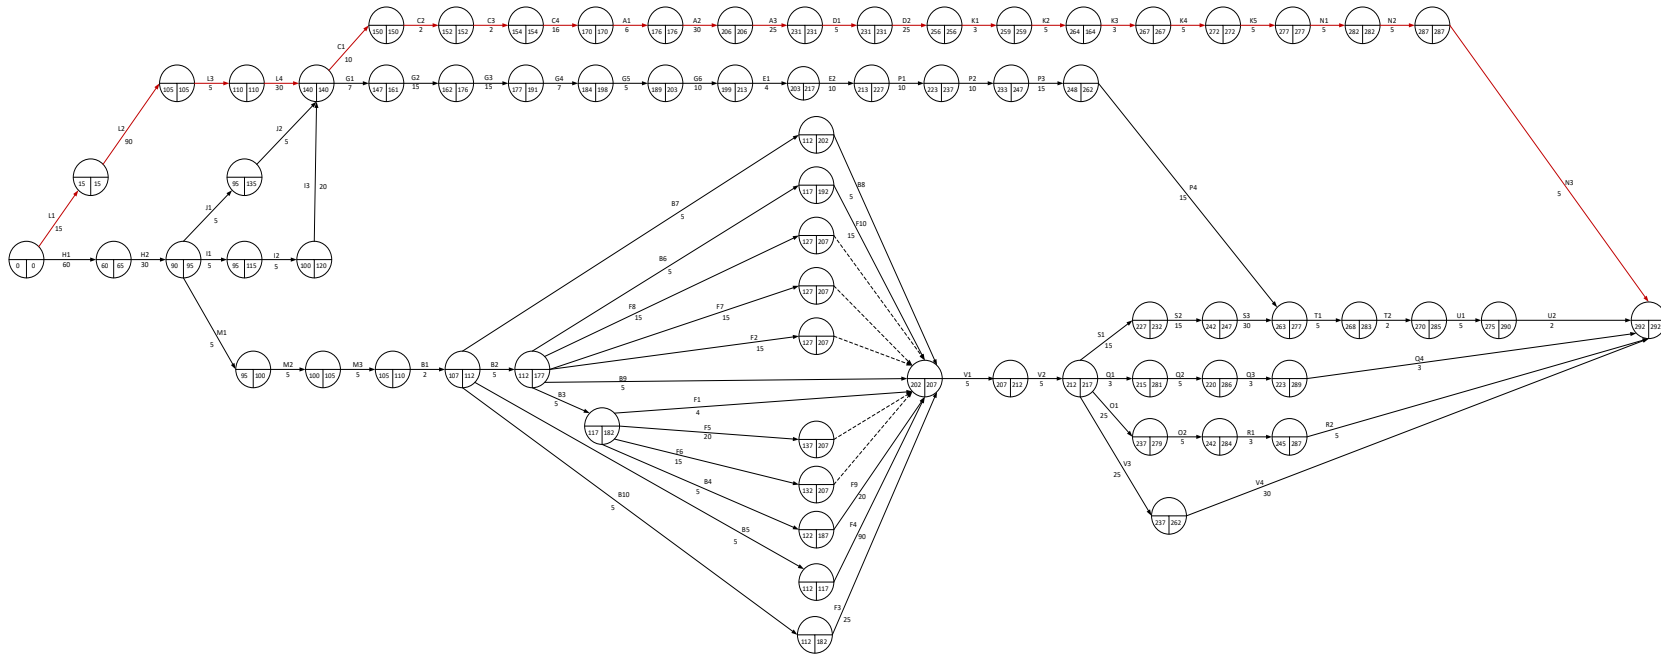 150 150 C2 2 152 152 C3 2 154 154 C4 16 170 170 A1 6 176 176 A2 30 206 206 A3 25 231 231 D1 5 231 231 D2 25 256 256 K1 3 259 259 K2 5 264 164 K3 3 267 267 K4 5 272 272 K5 5 277 277 N1 5 282 282 N2 5 287 287
C1 10
105 105 L3 5 110 110 L4 30 140 140 G1 7 147 161 G2 15 162 176 G3 15 177 191 G4 7 184 198 G5 5 189 203 G6 10 199 213 E1 4 203 217 E2 10 213 227 P1 10 223 237 P2 10 233 247 P3 15 248 262
L2 90
J2 5
112 202
15 15
95 135
I3 20
117 192
B8 5
N3 5
P4 15
L1 15
J1 5
B7 5
F10 15
127 207
0 0 H1 60 60 65 H2 30 90 95 I1 5 95 115 I2 5 100 120
B6 5
127 207
F8 15
F7 15
M1 5
F2 15
127 207
S1 15
227 232 S2 15 242 247 S3 30 263 277 T1 5 268 283 T2 2 270 285 U1 5 275 290 U2 2 292 292
95 100 M2 5 100 105 M3 5 105 110 B1 2 107 112 B2 5 112 177
B9 5
202 207 V1 5 207 212 V2 5 212 217 Q1 3 215 281 Q2 5 220 286 Q3 3 223 289
Q4 3
B3 5
F1 4
O1 25
117 182
F5 20
137 207
237 279 O2 5 242 284 R1 3 245 287
R2 5
F6 15
132 207
B4 5
F9 20
V3 25
V4 30
B10 5
122 187
237 262
B5 5
F4 90
112 117
F3 25
112 182